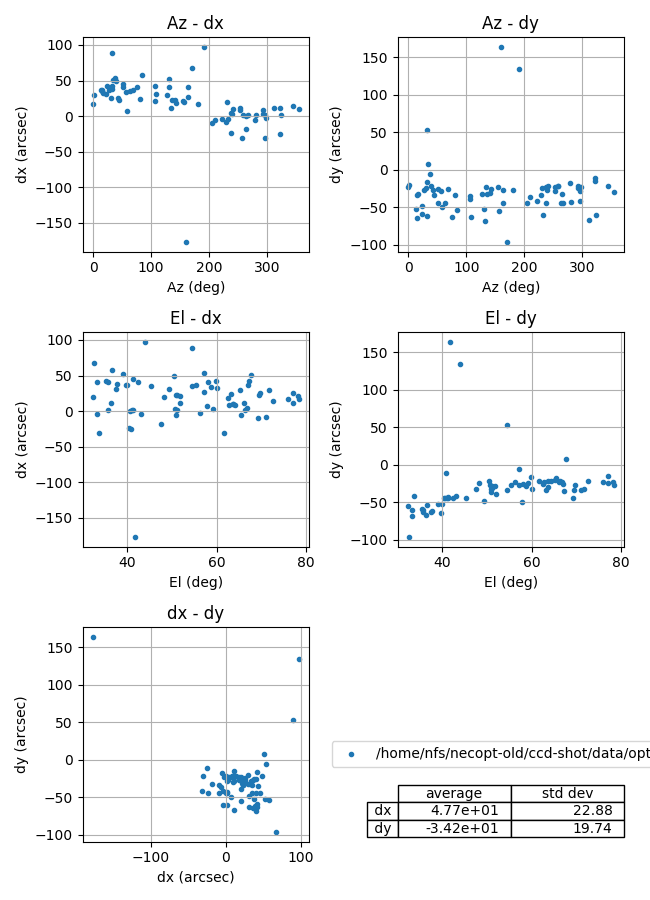 Az - dx
100
50
0
−50
−100
−150
dx (arcsec)
0 100 200 300
Az (deg)
Az - dy
150
100
50
0
−50
−100
dy (arcsec)
0 100 200 300
Az (deg)
El - dx
100
50
0
−50
−100
−150
dx (arcsec)
40 60 80
El (deg)
El - dy
150
100
50
0
−50
−100
dy (arcsec)
40 60 80
El (deg)
dx - dy
150
100
50
0
−50
−100
dy (arcsec)
−100 0 100
dx (arcsec)
/home/nfs/necopt-old/ccd-shot/data/opt
average std dev
dx 4.77e+01 22.88
dy -3.42e+01 19.74